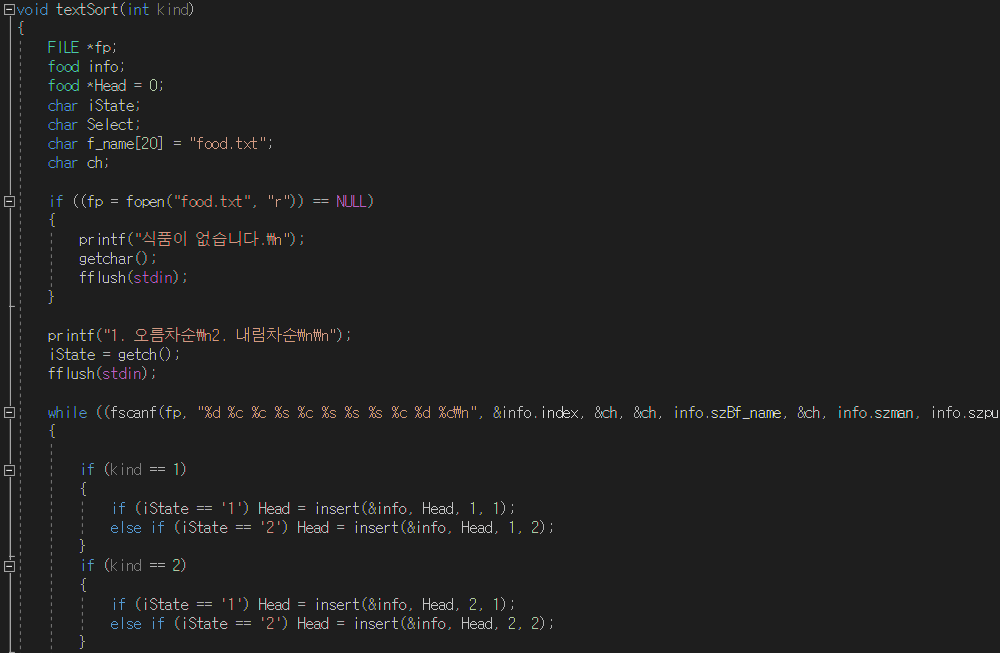 void textSort(int kind)
{
FILE *fp;
food info;
food *Head = 0;
char iState;
char Select;
char f_name[20] = "food.txt";
char ch;
if ((fp = fopen("food.txt", "r")) == NULL)
{
printf("식품이 없습니다.₩n");
getchar();
fflush(stdin);
}
printf("1. 오름차순₩n2. 내림차순₩n₩n");
iState = getch();
fflush(stdin);
while ((fscanf(fp, "%d %c %c %s %c %s %s %s %c %d %c₩n", &info.index, &ch, &ch, info.szBf_name, &ch, info.szman, info.szpu
{
if (kind == 1)
{
if (iState == '1') Head = insert(&info, Head, 1, 1);
else if (iState == '2') Head = insert(&info, Head, 1, 2);
}
if (kind == 2)
{
if (iState == '1') Head = insert(&info, Head, 2, 1);
else if (iState == '2') Head = insert(&info, Head, 2, 2);
}